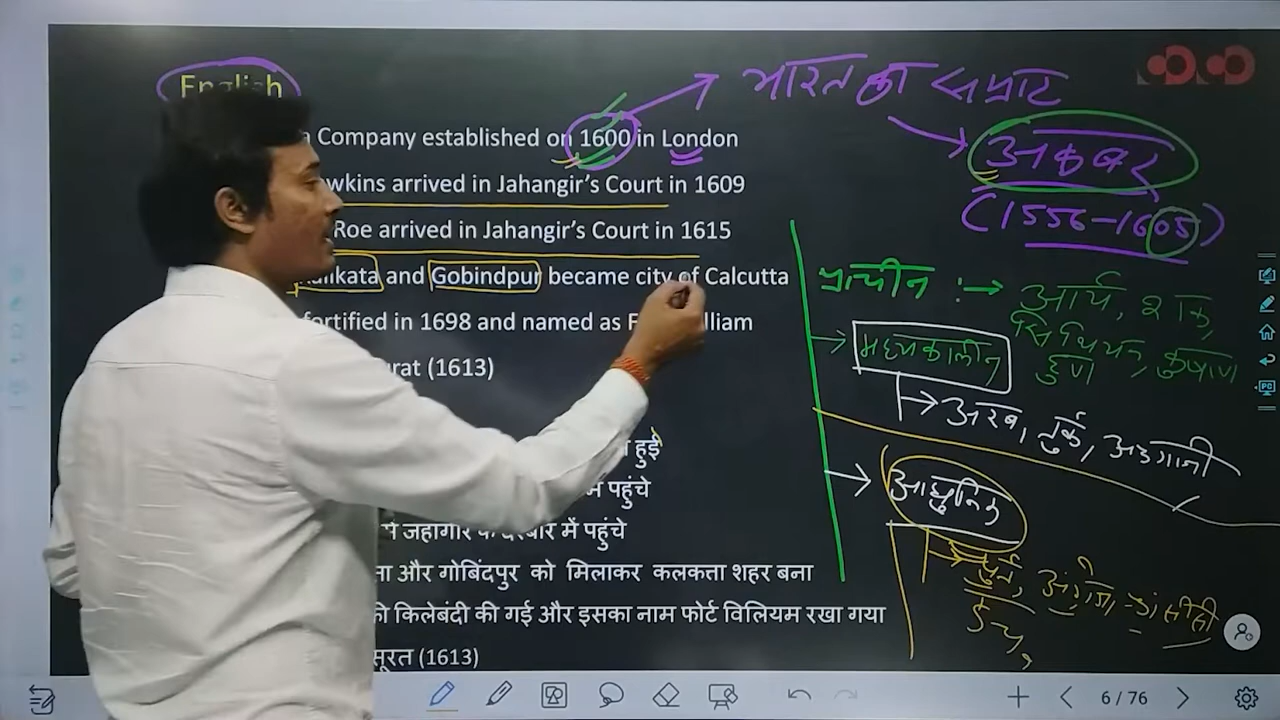 English
Company established on 1600 in London
wkins arrived in Jahangir's Court in 1609
Roe arrived in Jahangir's Court in 1615
alikata and Gobindpur became city of Calcutta
fortified in 1698 and named as F lliam
rat (1613)
हुई
में पहुंचे
से जहांगीर के दरबार में पहुंचे
और गोबिंदपुर को मिलाकर कलकत्ता शहर बना
की किलेबंदी की गई और इसका नाम फोर्ट विलियम रखा गया
सूरत (1613)
भारत का सम्राट
अकबर
(1556-1605)
प्राचीन :→ आर्य, शक,
सिथियन, कुषाण
हुण
मध्यकालीन
अरब, तुर्क, अफगानी
आधुनिक
डच,
6/76